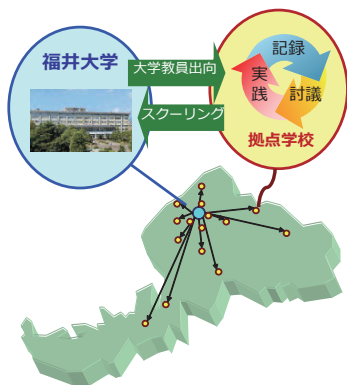 福井大学
大学教員出向
スクーリング
記録
実践
討議
拠点学校